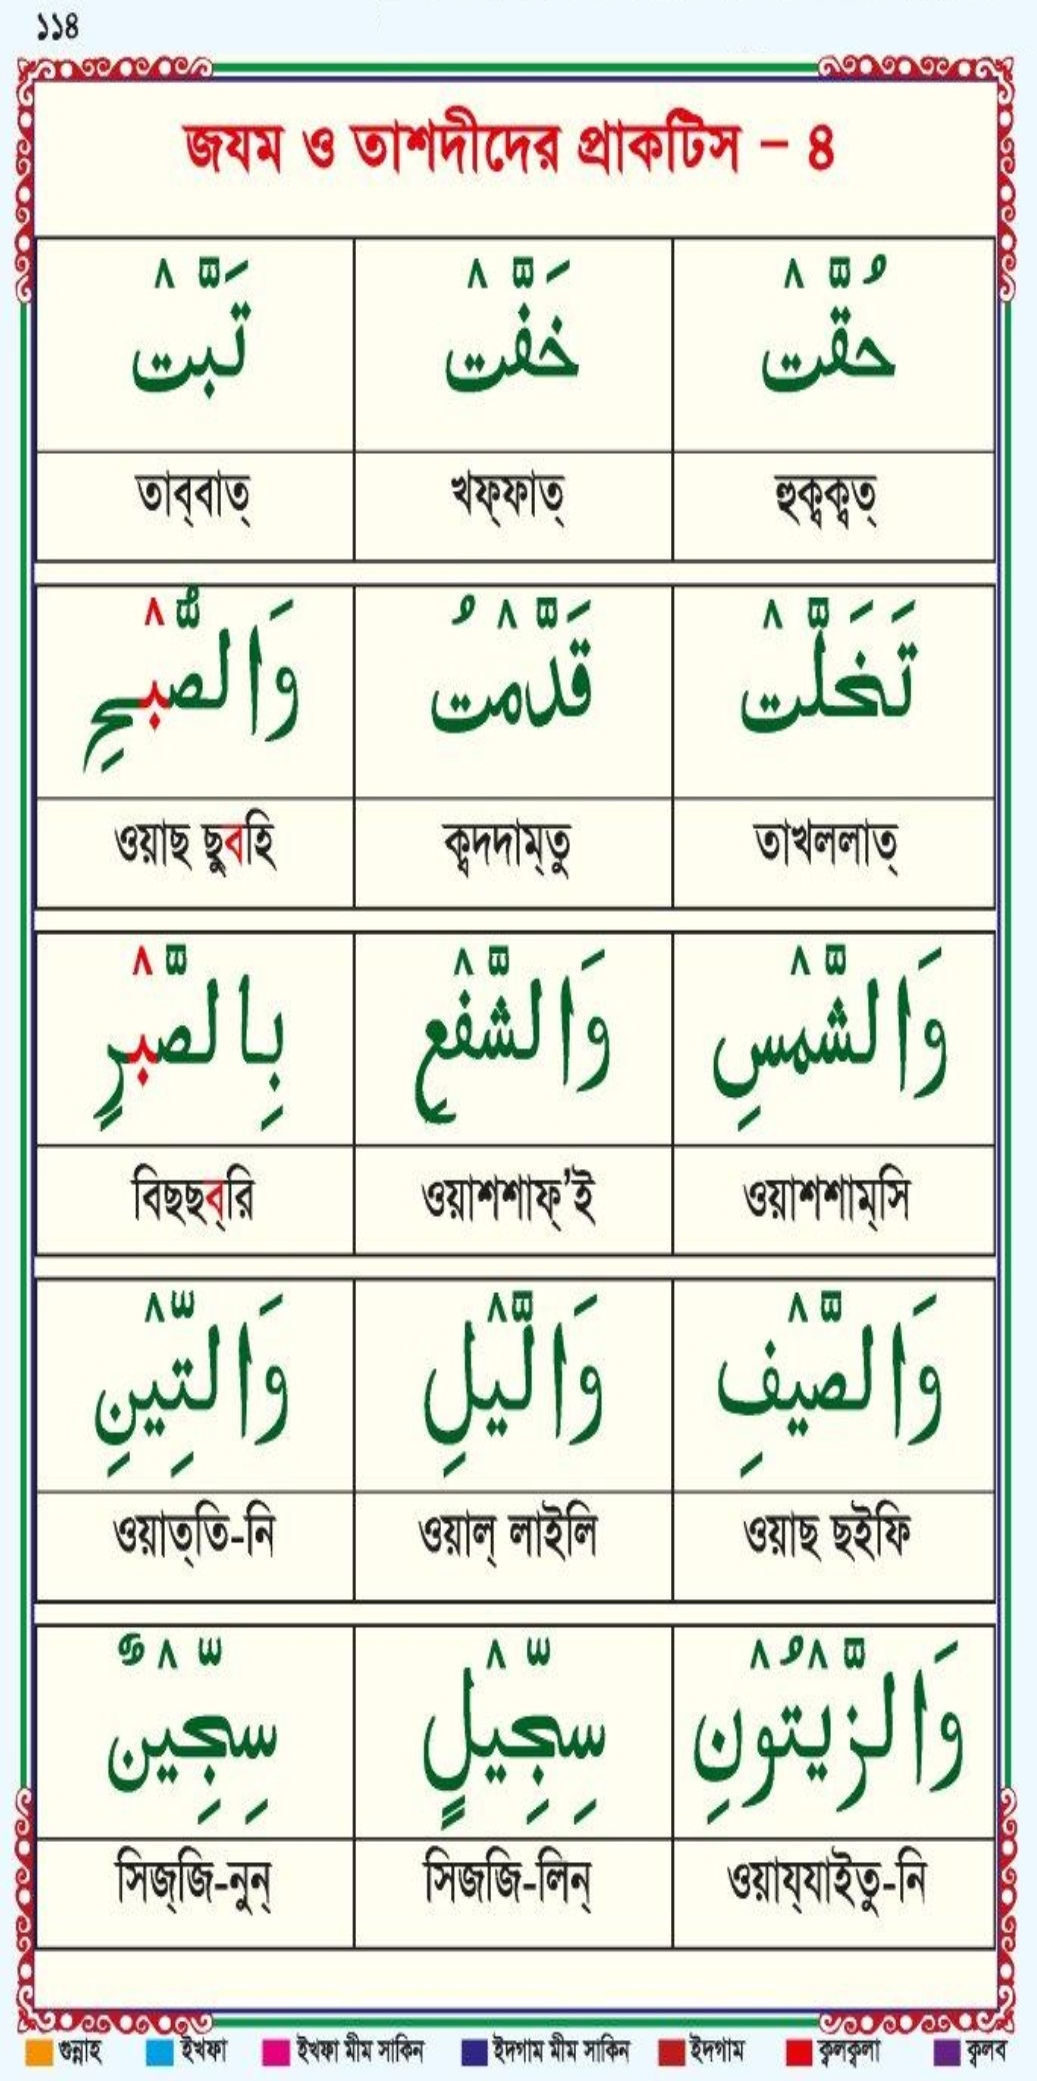 ১১৪
জযম ও তাশদীদের প্রাকটিস – ৪
حُقَّتْ خَفَّتْ تَبَّتْ
হুক্বক্বত্ খফ্ফাত্ তাব্বাত্
تَخَلَّتْ قَدَّمْتُ وَالصُّبْحِ
তাখললাত্ ক্বদদাম্তু ওয়াছ ছুবহি
وَالشَّمْسِ وَالشَّفْعِ بِالصَّبْرِ
ওয়াশশাম্সি ওয়াশশাফ্’ই বিছছব্রি
وَالصَّيْفِ وَالَّيْلِ وَالتِّيْنِ
ওয়াছ ছইফি ওয়াল্ লাইলি ওয়াত্তি-নি
وَالزَّيْتُوْنِ سِجِّيْلٍ سِجِّيْنٌ
ওয়ায্যাইতু-নি সিজজি-লিন্ সিজ্জি-নুন্
গুন্নাহ ইখফা ইখফা মীম সাকিন ইদগাম মীম সাকিন ইদগাম ক্বলক্বলা ক্বলব